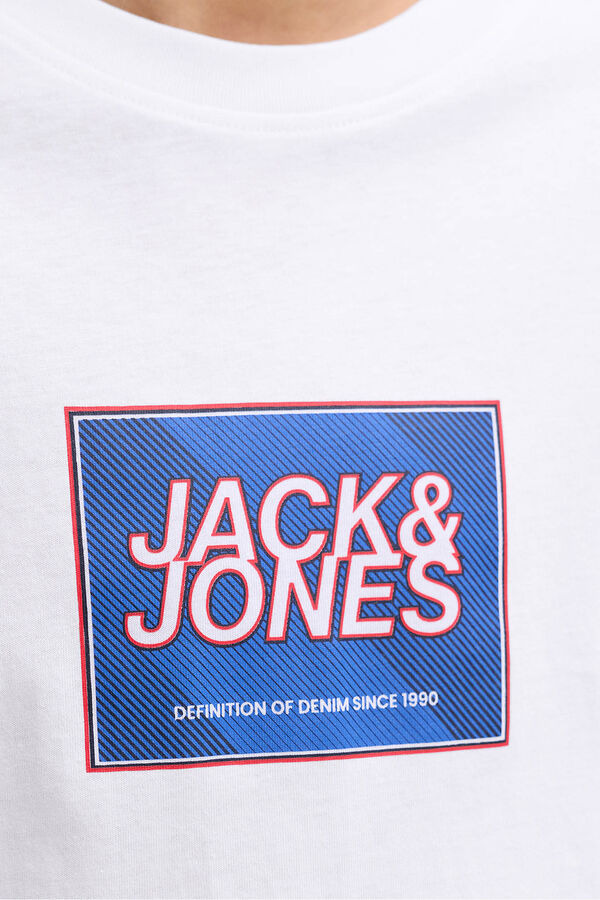 JACK&
JONES
DEFINITION OF DENIM SINCE 1990